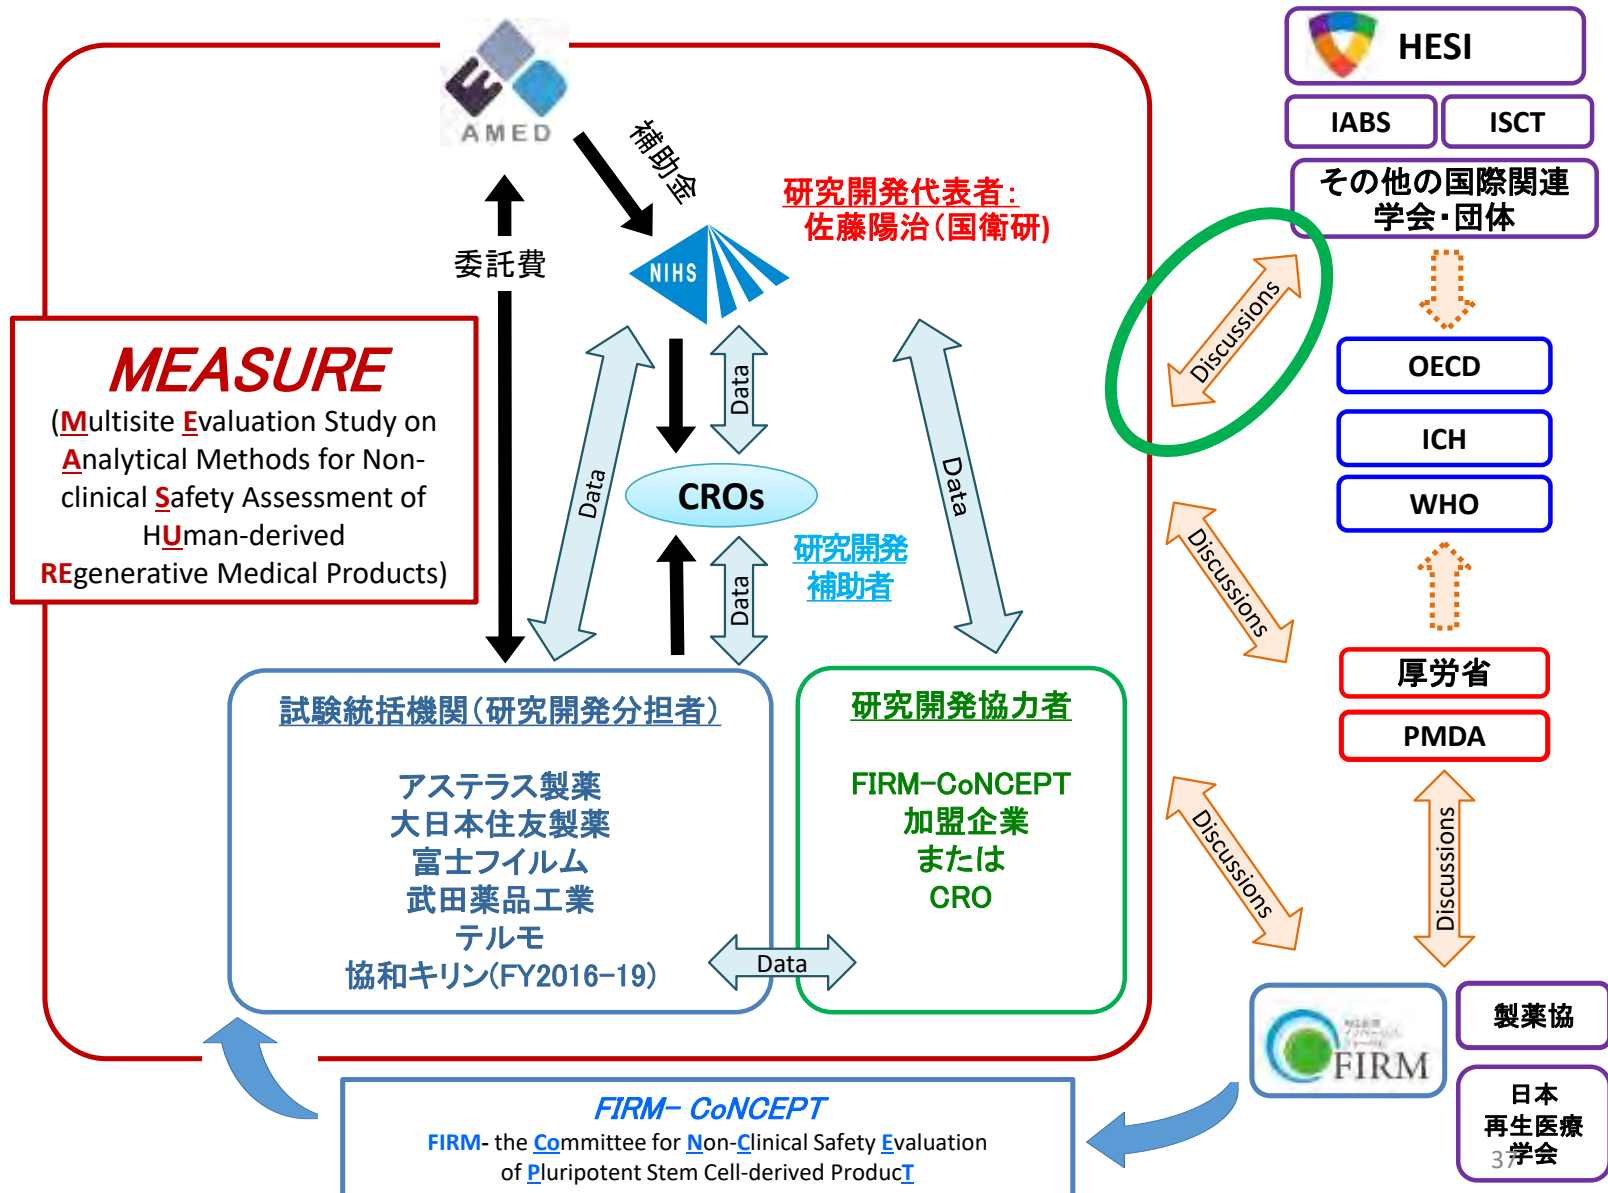 AMED
補助金
研究開発代表者:
佐藤陽治(国衛研)
委託費
NIHS
MEASURE
(Multisite Evaluation Study on
Analytical Methods for Non-
clinical Safety Assessment of
HUman-derived
REgenerative Medical Products)
Data
Data
Data
CROs
研究開発
補助者
Data
試験統括機関(研究開発分担者)
アステラス製薬
大日本住友製薬
富士フイルム
武田薬品工業
テルモ
協和キリン(FY2016-19)
研究開発協力者
FIRM-CoNCEPT
加盟企業
または
CRO
Data
HESI
IABS
ISCT
その他の国際関連
学会・団体
Discussions
OECD
ICH
WHO
Discussions
厚労省
PMDA
Discussions
Discussions
FIRM
製薬協
日本
再生医療
学会
FIRM- CoNCEPT
FIRM- the Committee for Non-Clinical Safety Evaluation
of Pluripotent Stem Cell-derived ProducT
37